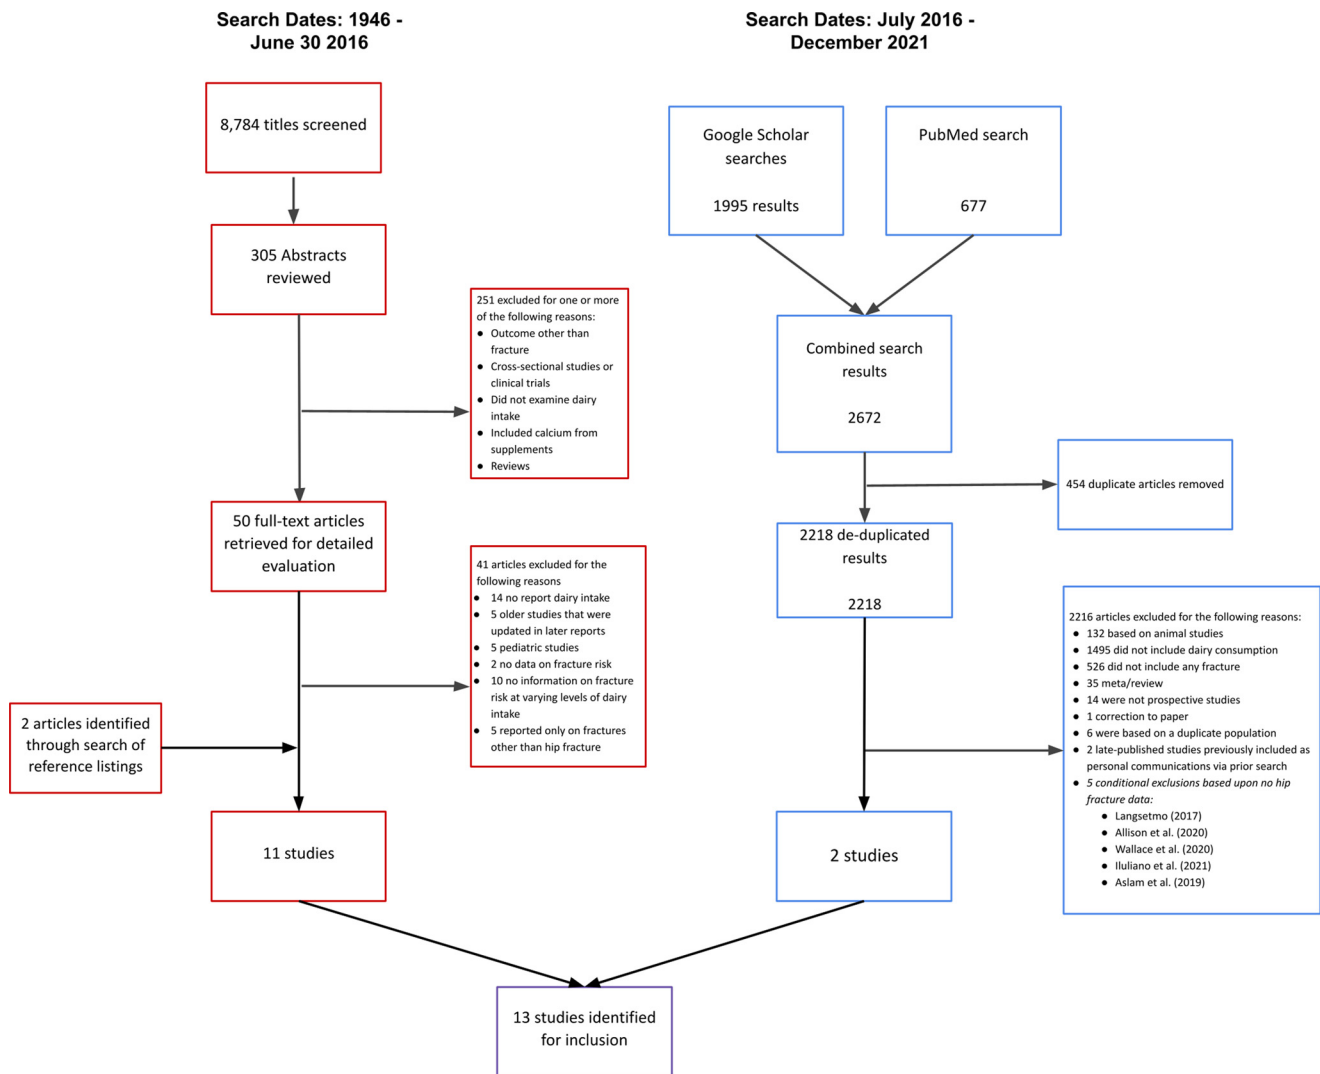 Search Dates: 1946 -
June 30 2016
8,784 titles screened
305 Abstracts
reviewed
251 excluded for one or more
of the following reasons:
● Outcome other than
fracture
● Cross-sectional studies or
clinical trials
● Did not examine dairy
intake
● Included calcium from
supplements
● Reviews
50 full-text articles
retrieved for detailed
evaluation
41 articles excluded for the
following reasons
● 14 no report dairy intake
● 5 older studies that were
updated in later reports
● 5 pediatric studies
● 2 no data on fracture risk
● 10 no information on fracture
risk at varying levels of dairy
intake
● 5 reported only on fractures
other than hip fracture
2 articles identified
through search of
reference listings
11 studies
Search Dates: July 2016 -
December 2021
Google Scholar
searches
1995 results
PubMed search
677
Combined search
results
2672
454 duplicate articles removed
2218 de-duplicated
results
2218
2216 articles excluded for the following reasons:
● 132 based on animal studies
● 1495 did not include dairy consumption
● 526 did not include any fracture
● 35 meta/review
● 14 were not prospective studies
● 1 correction to paper
● 6 were based on a duplicate population
● 2 late-published studies previously included as
personal communications via prior search
● 5 conditional exclusions based upon no hip
fracture data:
● Langsetmo (2017)
● Allison et al. (2020)
● Wallace et al. (2020)
● Iluliano et al. (2021)
● Aslam et al. (2019)
2 studies
13 studies identified
for inclusion